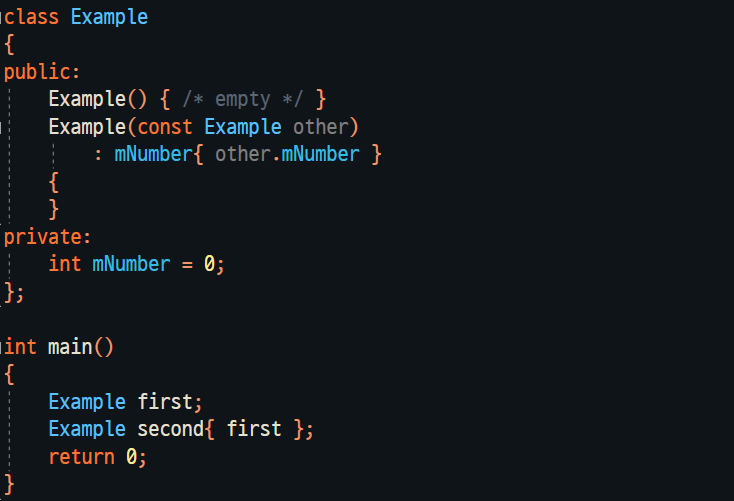 class Example
{
public:
    Example() { /* empty */ }
    Example(const Example other)
        : mNumber{ other.mNumber }
    {
    }
private:
    int mNumber = 0;
};

int main()
{
    Example first;
    Example second{ first };
    return 0;
}